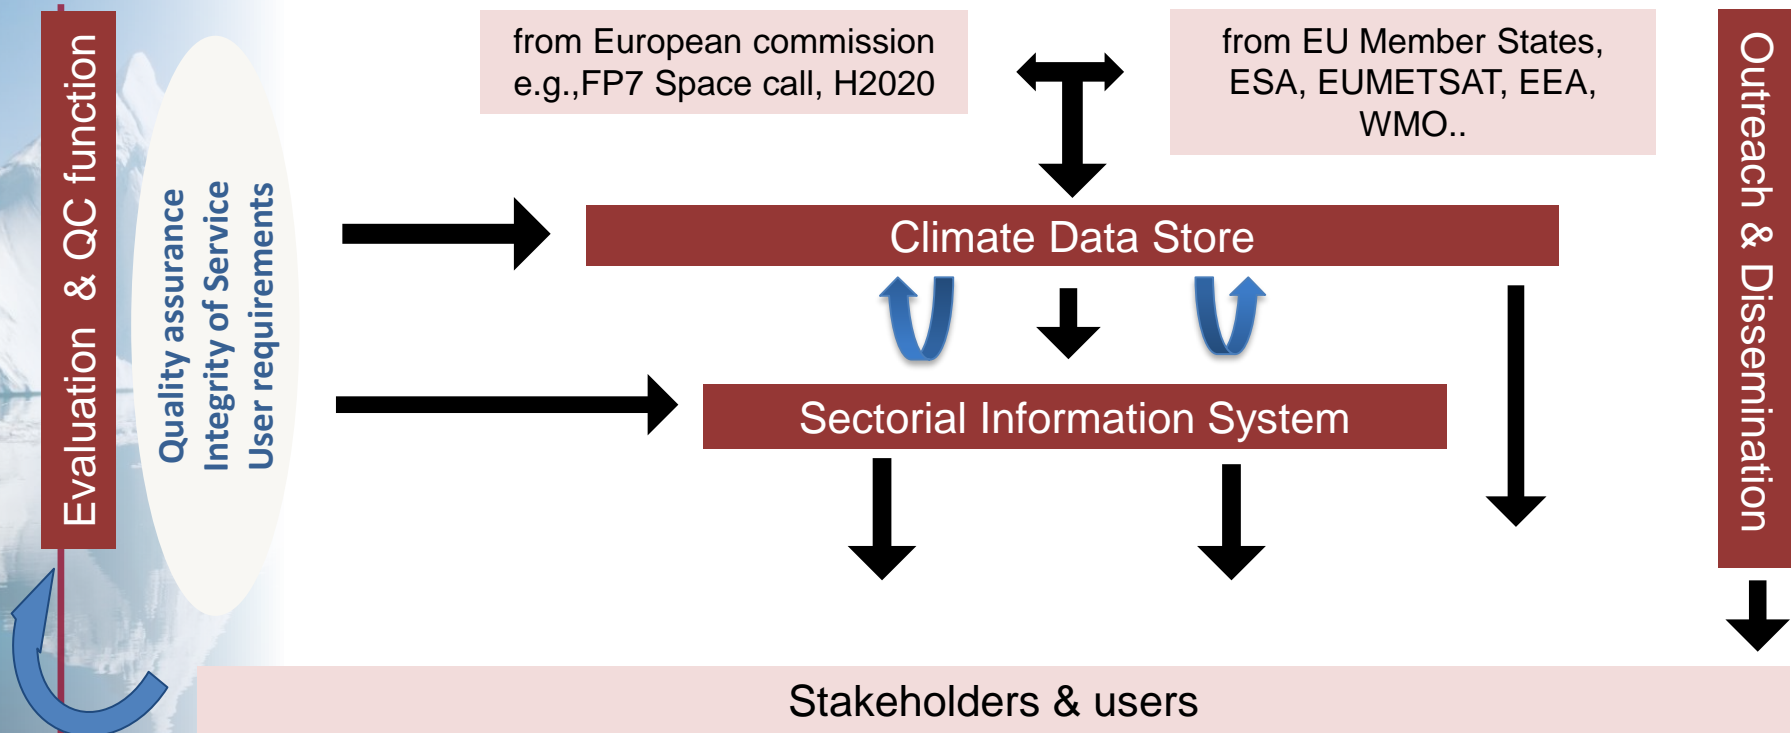 Evaluation & QC function
Quality assurance
Integrity of Service
User requirements
from European commission
e.g.,FP7 Space call, H2020
from EU Member States,
ESA, EUMETSAT, EEA,
WMO..
Climate Data Store
Sectorial Information System
Outreach & Dissemination
Stakeholders & users